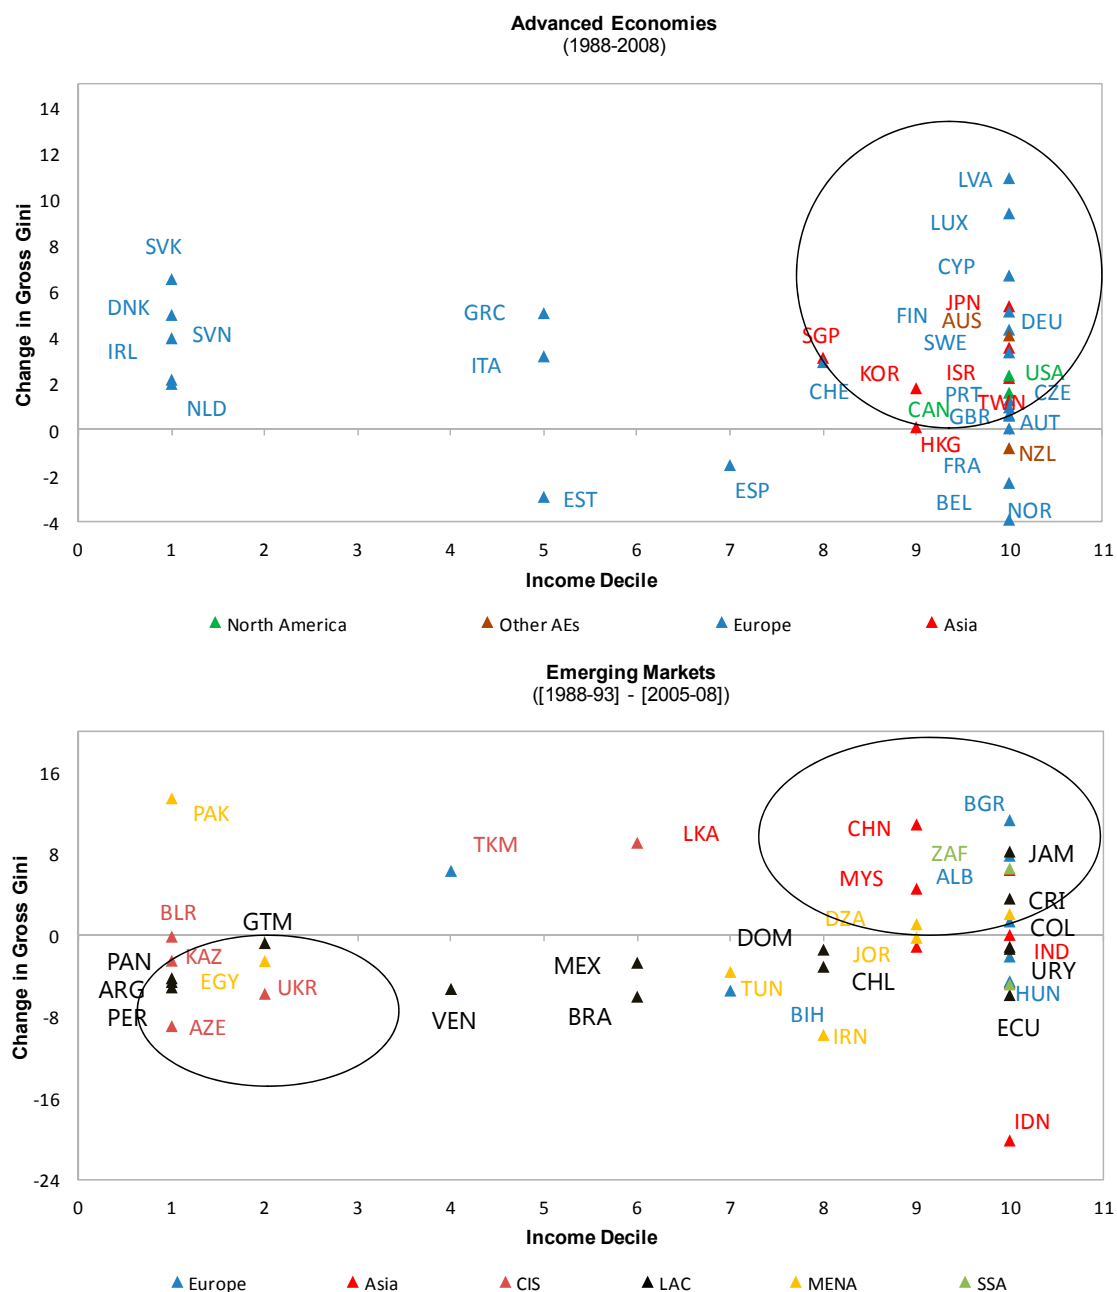 Advanced Economies
(1988-2008)
Change in Gross Gini
14
12
10
8
6
4
2
0
-2
-4
LVA
LUX
SVK
CYP
DNK
JPN
GRC
FIN
AUS
DEU
SVN
SGP
SWE
IRL
ITA
KOR
ISR
USA
CHE
PRT
TWN
CZE
NLD
CAN
GBR
AUT
HKG
NZL
FRA
ESP
EST
BEL
NOR
0 1 2 3 4 5 6 7 8 9 10 11
Income Decile
North America Other AEs Europe Asia
Emerging Markets
([1988-93] - [2005-08])
Change in Gross Gini
16
8
0
-8
-16
-24
PAK
BGR
CHN
LKA
TKM
ZAF
JAM
MYS
ALB
CRI
BLR
GTM
DZA
COL
DOM
PAN
KAZ
MEX
JOR
IND
URY
ARG
EGY
UKR
CHL
TUN
HUN
PER
AZE
VEN
BRA
BIH
ECU
IRN
IDN
0 1 2 3 4 5 6 7 8 9 10 11
Income Decile
Europe Asia CIS LAC MENA SSA